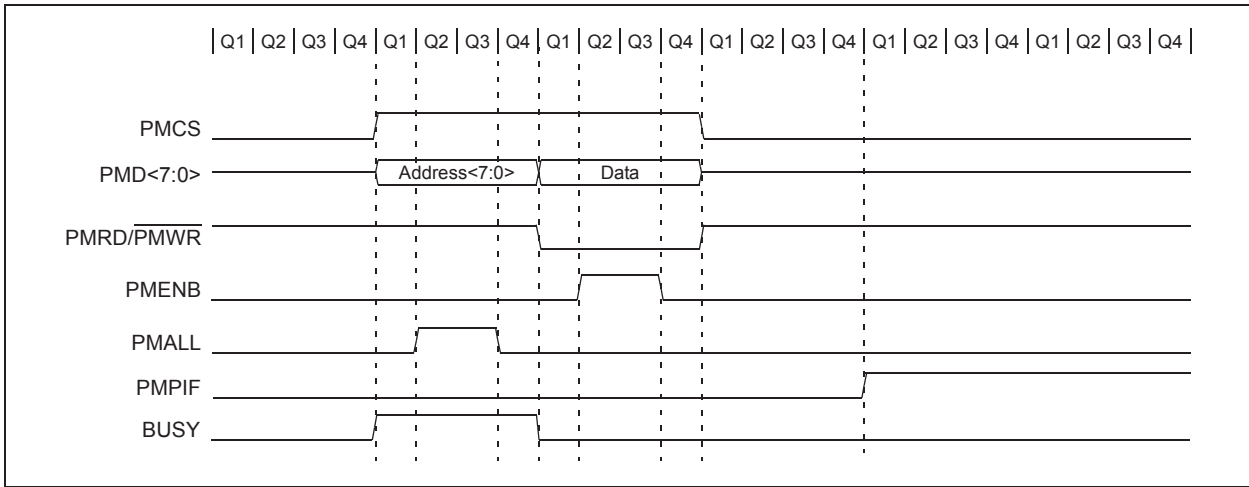 Q1 Q2 Q3 Q4 Q1 Q2 Q3 Q4 Q1 Q2 Q3 Q4 Q1 Q2 Q3 Q4 Q1 Q2 Q3 Q4 Q1 Q2 Q3 Q4
PMCS
PMD<7:0> Address<7:0> Data
PMRD/PMWR
PMENB
PMALL
PMPIF
BUSY